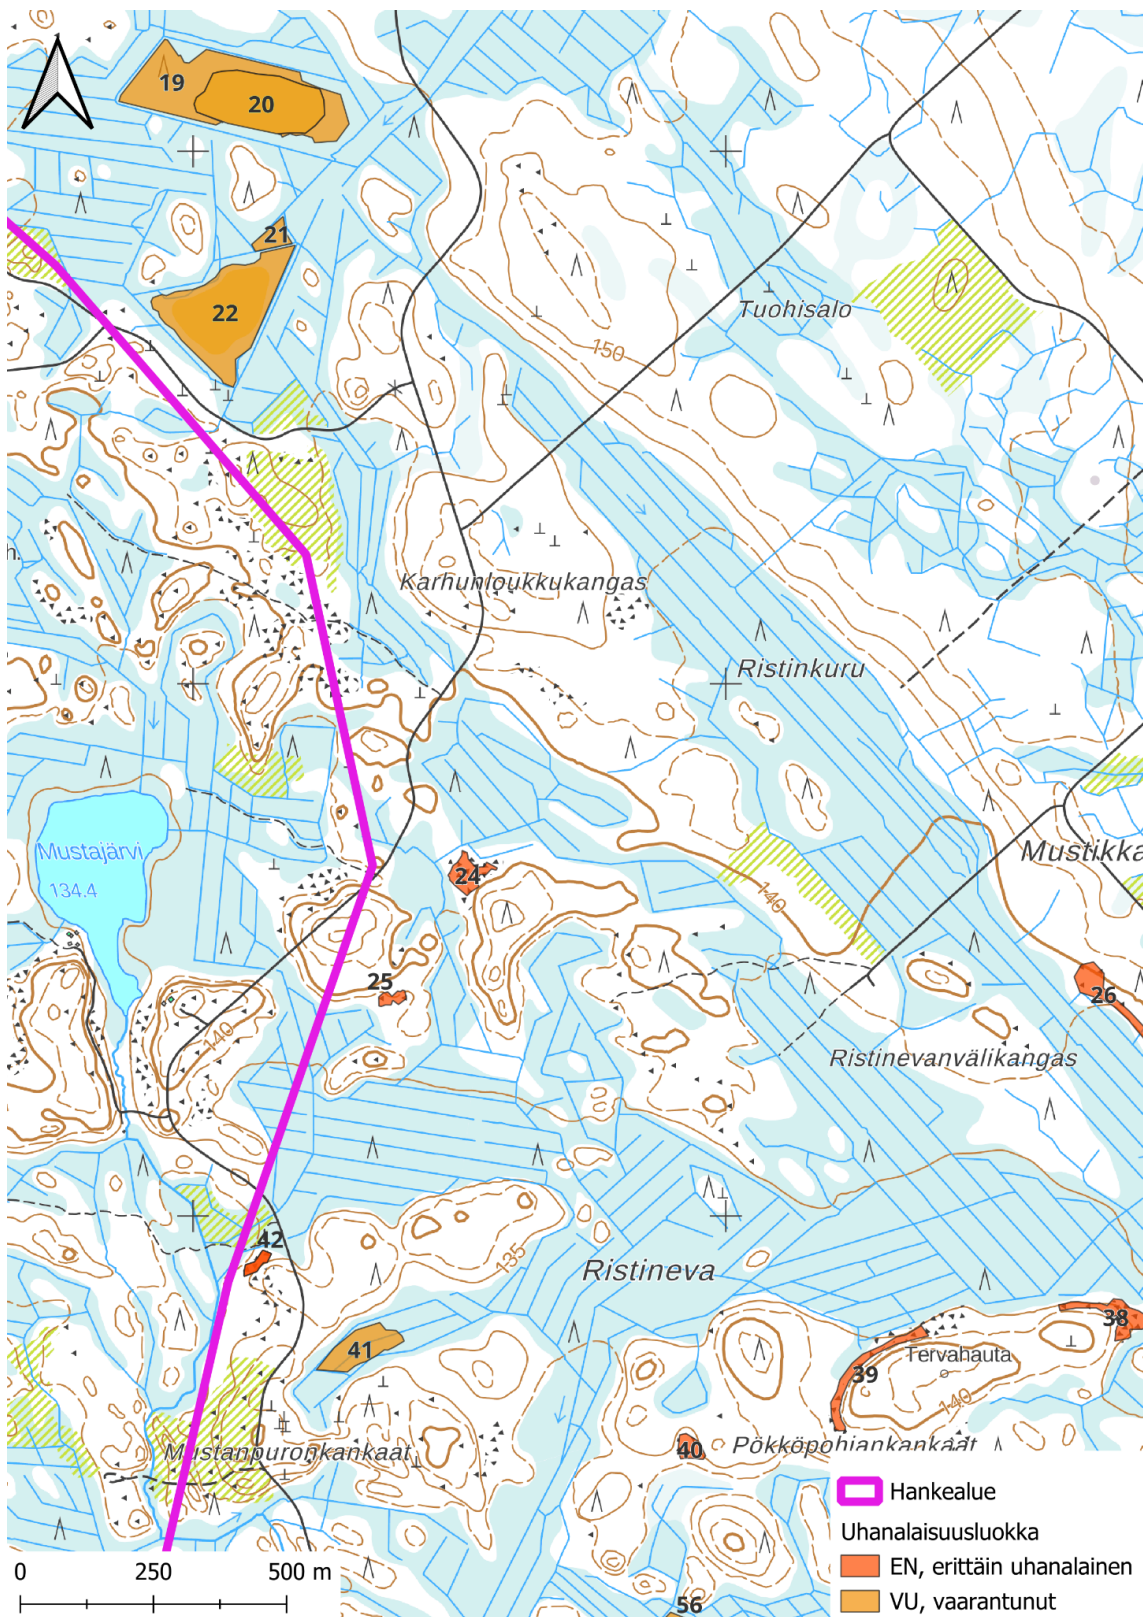 19
20
21
22
Tuohisalo
150
n.
Karhunloukkukangas
Ristinkuru
Mustajärvi
134.4
24
Mustikka
140
25
26
140
Ristinevanvälikangas
42
135
Ristineva
38
41
Tervahauta
39
140
Mustanpuronkankaat
40
Pökköpohjankankaat
Hankealue
Uhanalaisuusluokka
EN, erittäin uhanalainen
VU, vaarantunut
0 250 500 m
56